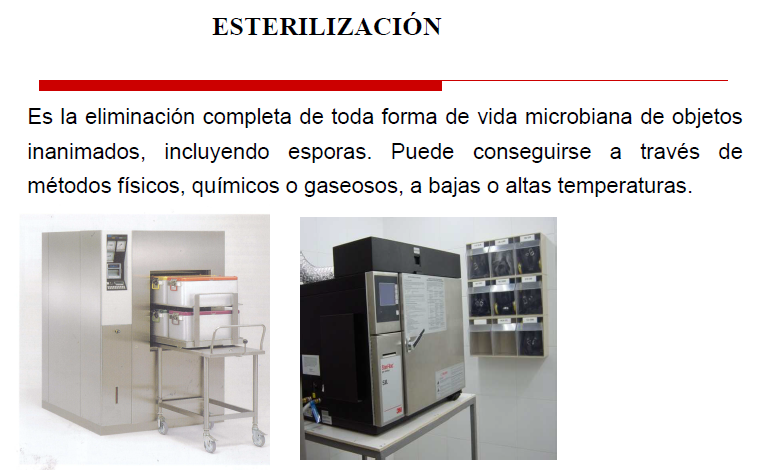 ESTERILIZACIÓN
Es la eliminación completa de toda forma de vida microbiana de objetos
inanimados, incluyendo esporas. Puede conseguirse a través de
métodos físicos, químicos o gaseosos, a bajas o altas temperaturas.
3M